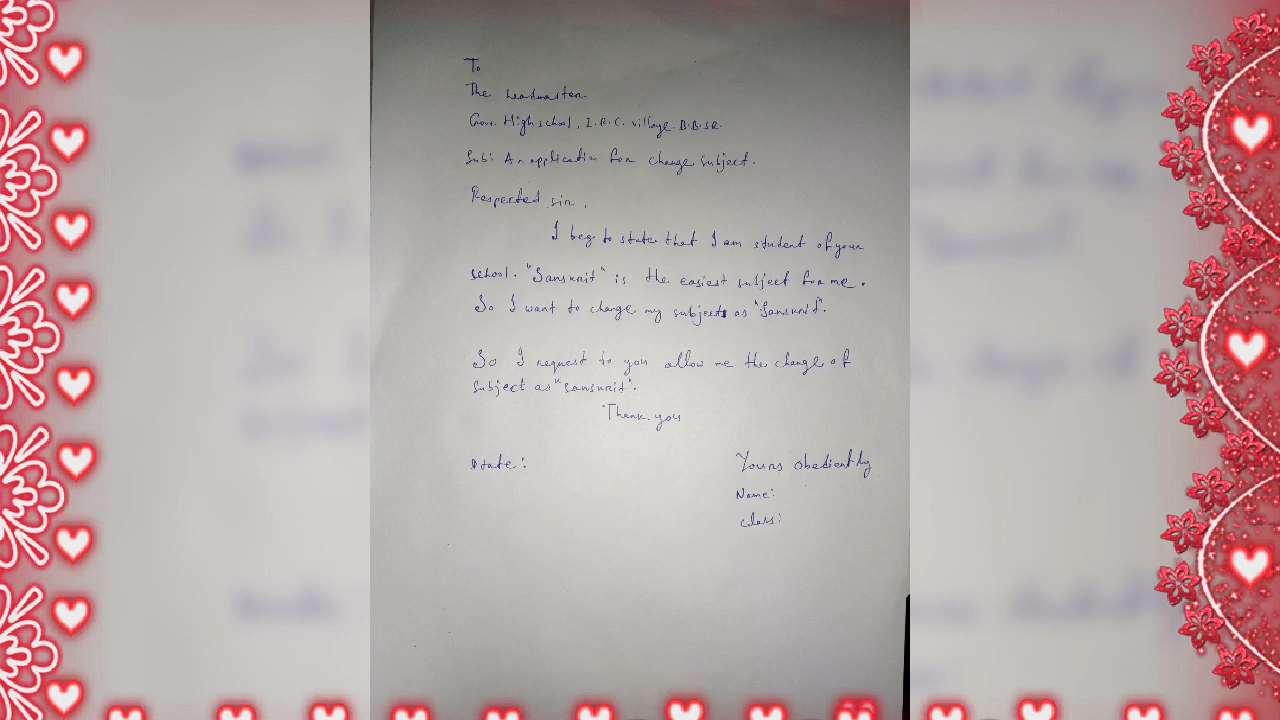 To
The headmaster
Govt. High school, I.R.C. village. B.B.S.R.
Sub: An application for change subject.
Respected sir,
I beg to state that I am student of your
school. "Sanskrit" is the easiest subject for me.
So I want to change my subject as "Sanskrit".
So I request to you allow me the change of
subject as "Sanskrit".
Thank you
Date:
Yours obediently
Name:
Class: